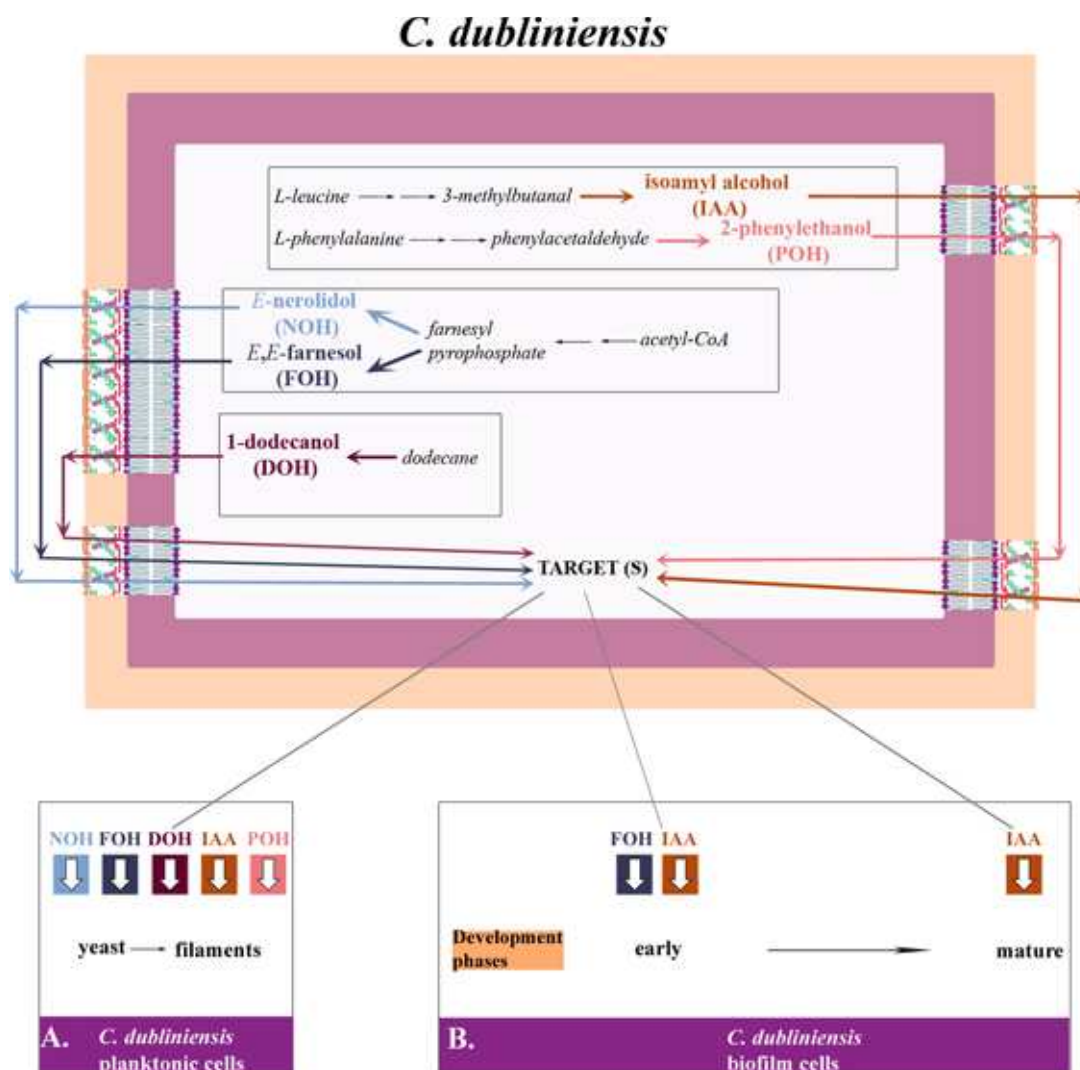 C. dubliniensis
L-leucine
3-methylbutanal
isoamyl alcohol
(IAA)
L-phenylalanine
phenylacetaldehyde
2-phenylethanol
(POH)
E-nerolidol
(NOH)
farnesyl
pyrophosphate
acetyl-CoA
E,E-farnesol
(FOH)
1-dodecanol
(DOH)
dodecane
TARGET (S)
NOH FOH DOH IAA POH
yeast filaments
A. C. dubliniensis
planktonic cells
FOH IAA
IAA
Development
phases
early
mature
B. C. dubliniensis
biofilm cells